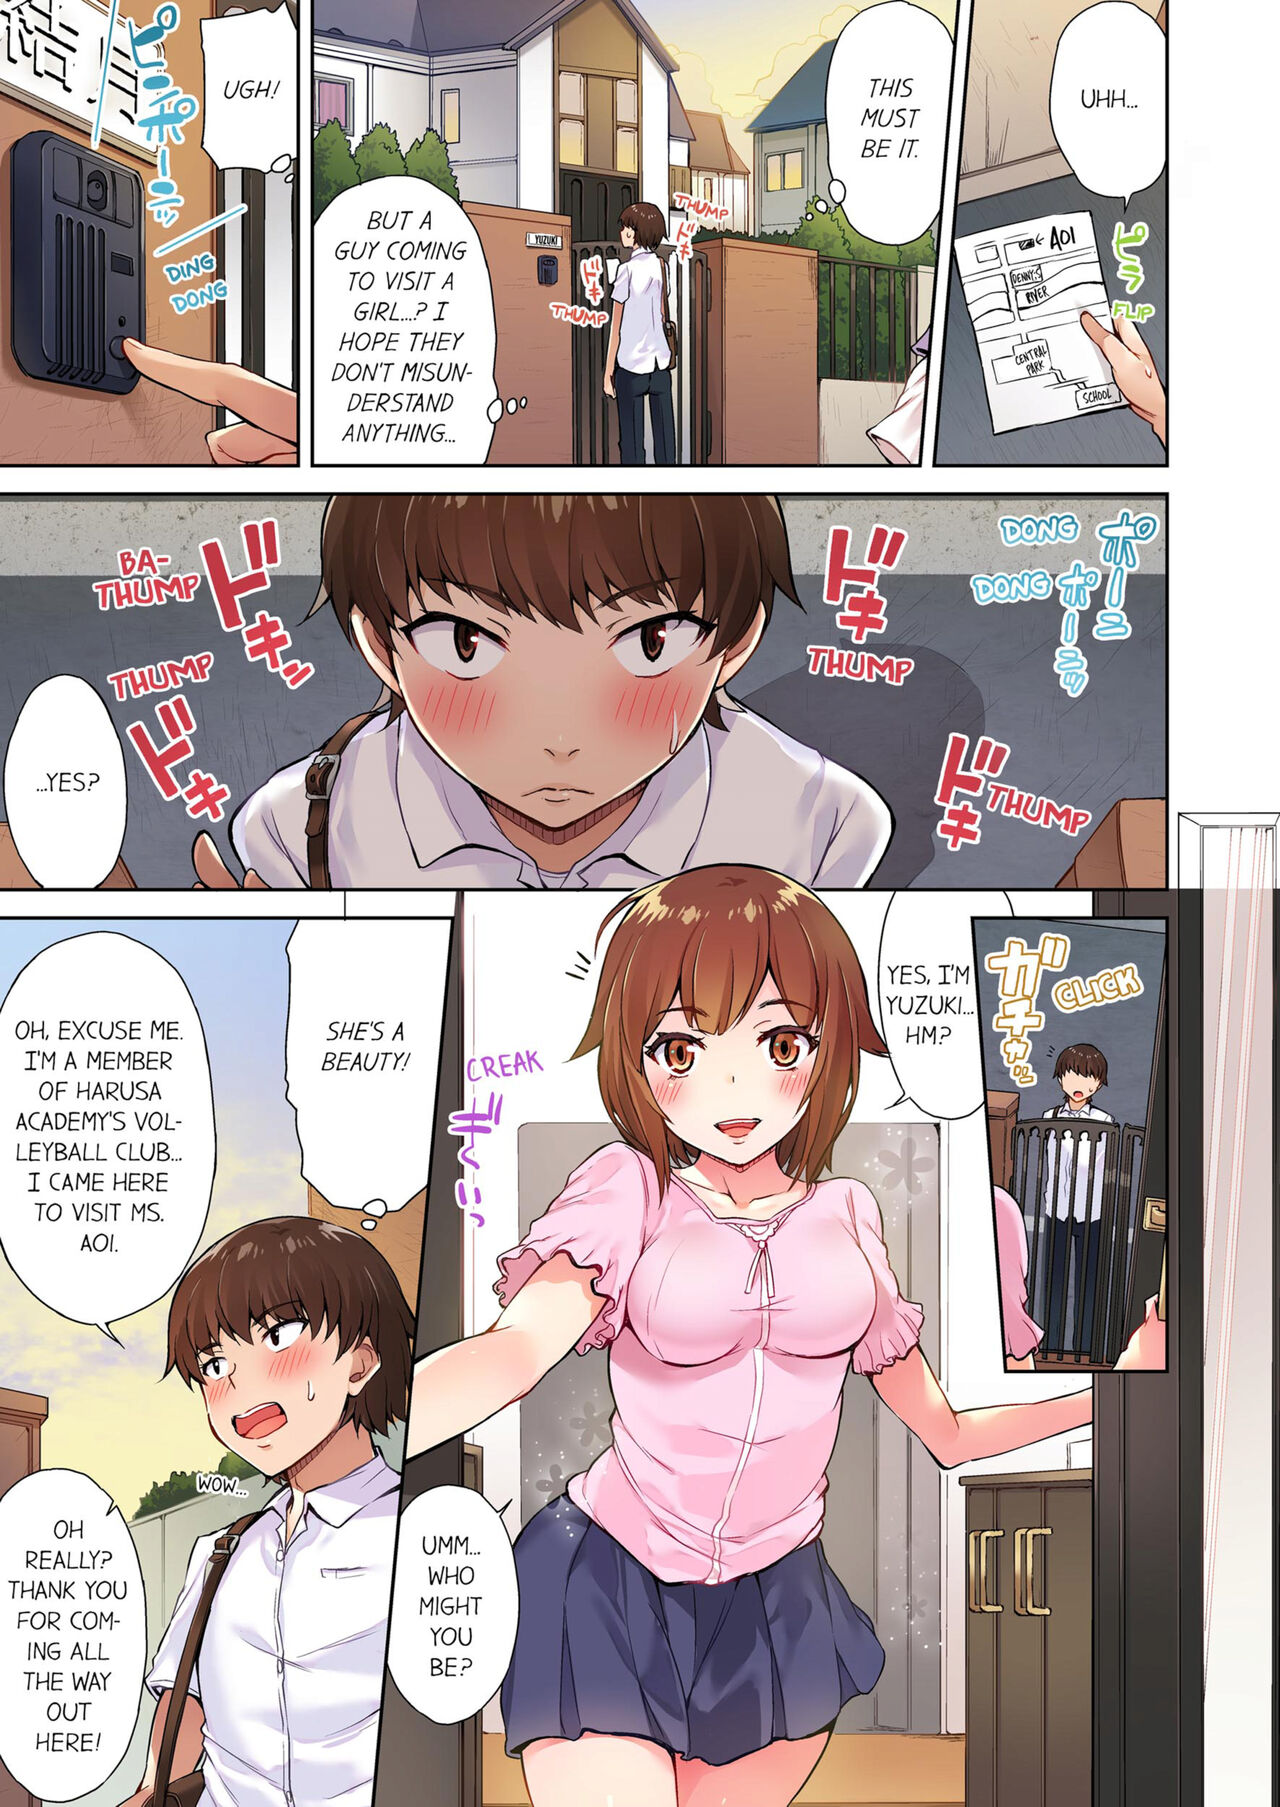 UHH...
ピラ
FLIP
← AOI
DENNY'S
RIVER
CENTRAL
PARK
SCHOOL
THIS
MUST
BE IT.
THUMP
ドキ
ドキ
THUMP
YUZUKI
BUT A
GUY COMING
TO VISIT A
GIRL...? I
HOPE THEY
DON'T MISUN-
DERSTAND
ANYTHING...
UGH!
結月
ピンポーン
DING
DONG
DONG
ポーン
DONG
ポーン
ドキ
THUMP
ドキ
THUMP
BA-
THUMP
ドキン
THUMP
ドキ
...YES?
ガチャッ
CLICK
YES, I'M
YUZUKI...
HM?
CREAK
ギィッ
UMM...
WHO
MIGHT
YOU
BE?
SHE'S A
BEAUTY!
OH, EXCUSE ME.
I'M A MEMBER
OF HARUSA
ACADEMY'S VOL-
LEYBALL CLUB...
I CAME HERE
TO VISIT MS.
AOI.
WOW...
OH
REALLY?
THANK YOU
FOR COM-
ING ALL
THE WAY
OUT
HERE!